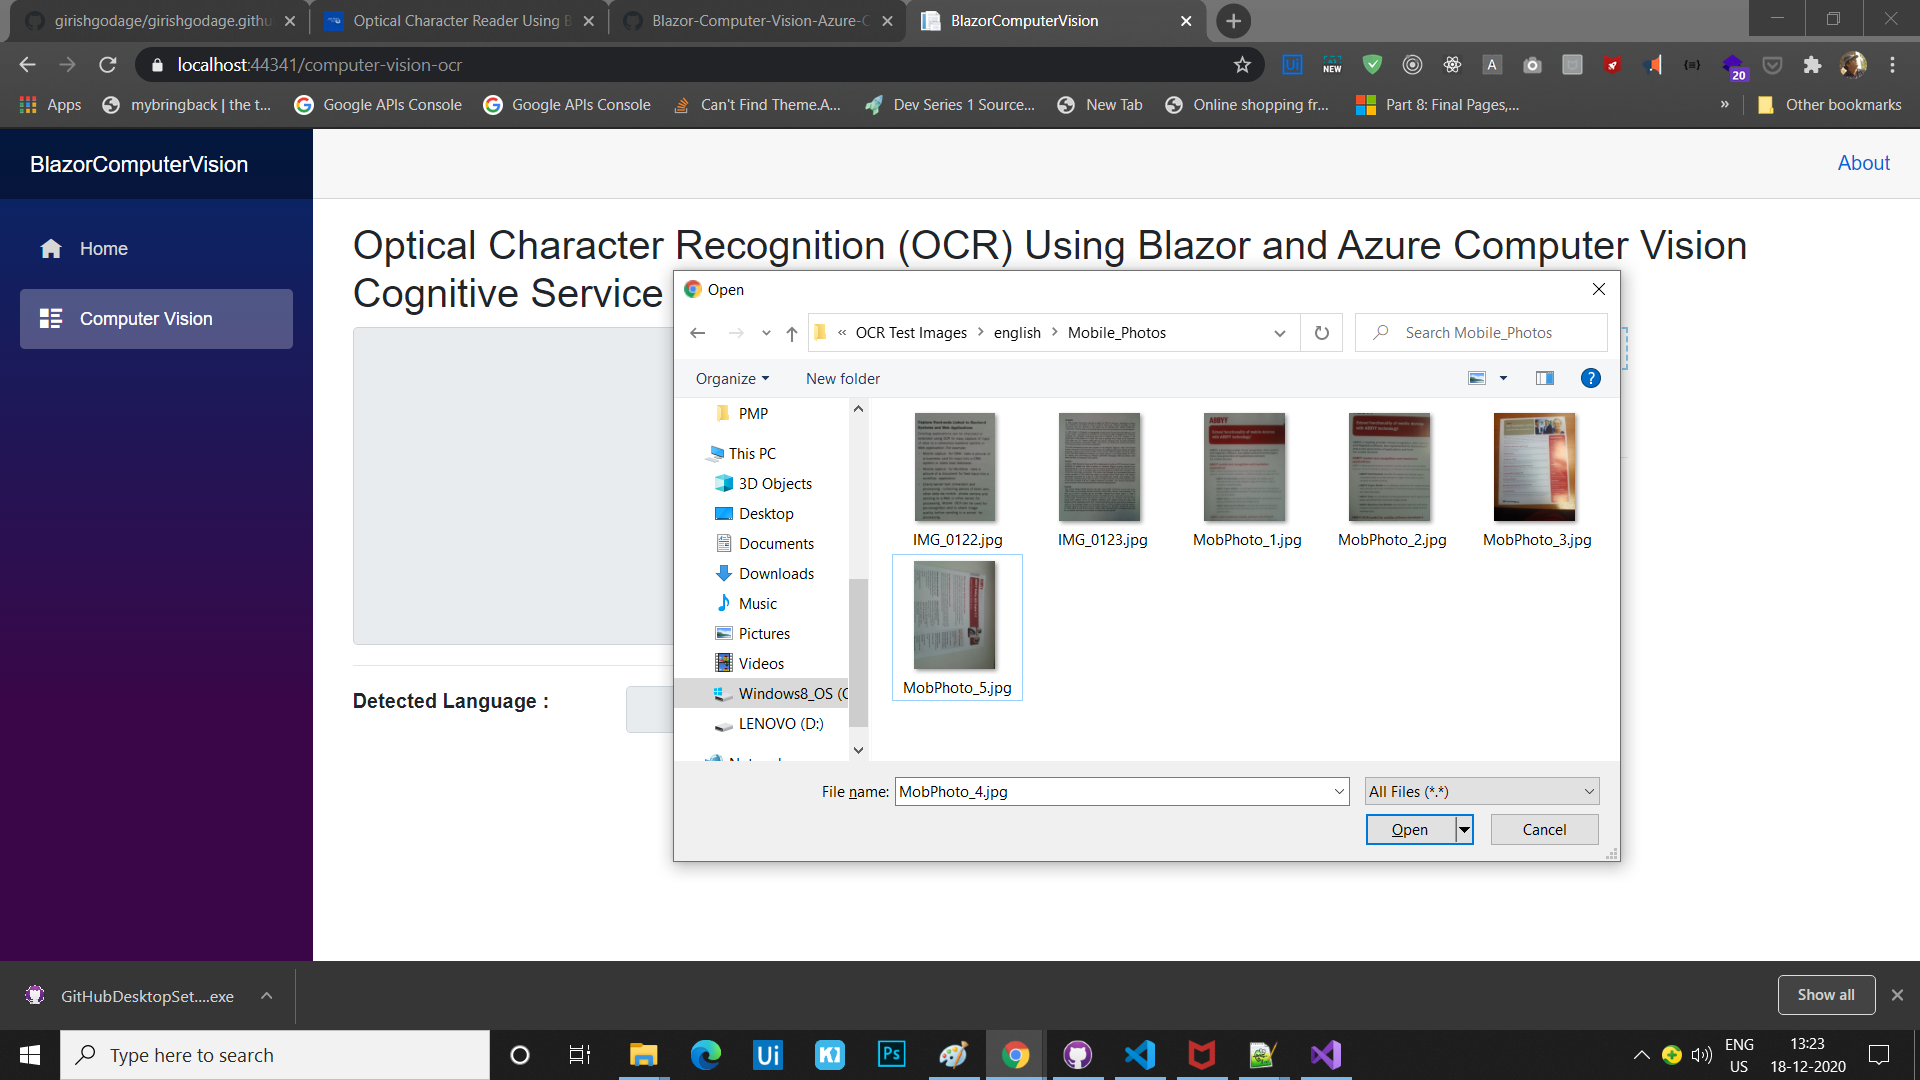 girishgodage/girishgodage.githu
Optical Character Reader Using B
Blazor-Computer-Vision-Azure-C
BlazorComputerVision
localhost:44341/computer-vision-ocr
Ui
NEW
A
20
Apps
mybringback | the t...
Google APIs Console
Google APIs Console
Can't Find Theme.A...
Dev Series 1 Source...
New Tab
Online shopping fr...
Part 8: Final Pages,...
»
Other bookmarks
BlazorComputerVision
About
Home
Computer Vision
Optical Character Recognition (OCR) Using Blazor and Azure Computer Vision
Cognitive Service
Detected Language :
Open
« OCR Test Images > english > Mobile_Photos
Search Mobile_Photos
Organize
New folder
?
PMP
This PC
3D Objects
Desktop
Documents
Downloads
Music
Pictures
Videos
Windows8_OS (C
LENOVO (D:)
ABBYY
IMG_0122.jpg
IMG_0123.jpg
MobPhoto_1.jpg
MobPhoto_2.jpg
MobPhoto_3.jpg
MobPhoto_5.jpg
File name:
MobPhoto_4.jpg
All Files (*.*)
Open
Cancel
GitHubDesktopSet....exe
Show all
Type here to search
Ui
Ps
ENG
US
13:23
18-12-2020